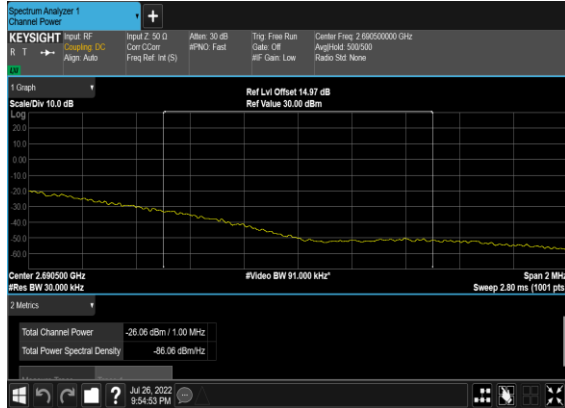 Spectrum Analyzer 1
Channel Power
+
KEYSIGHT Input: RF Input Z: 50 Ω Atten: 30 dB Trig: Free Run Center Freq: 2.690500000 GHz
R T Coupling: DC Corr CCorr #PNO: Fast Gate: Off Avg|Hold: 500/500
Align: Auto Freq Ref: Int (S) #IF Gain: Low Radio Std: None
1 Graph Ref Lvl Offset 14.97 dB
Scale/Div 10.0 dB Ref Value 30.00 dBm
Log
20.0
10.0
0.00
-10.0
-20.0
-30.0
-40.0
-50.0
-60.0
Center 2.690500 GHz #Video BW 91.000 kHz* Span 2 MHz
#Res BW 30.000 kHz Sweep 2.80 ms (1001 pts
2 Metrics
Total Channel Power -26.06 dBm / 1.00 MHz
Total Power Spectral Density -86.06 dBm/Hz
? Jul 26, 2022
9:54:53 PM